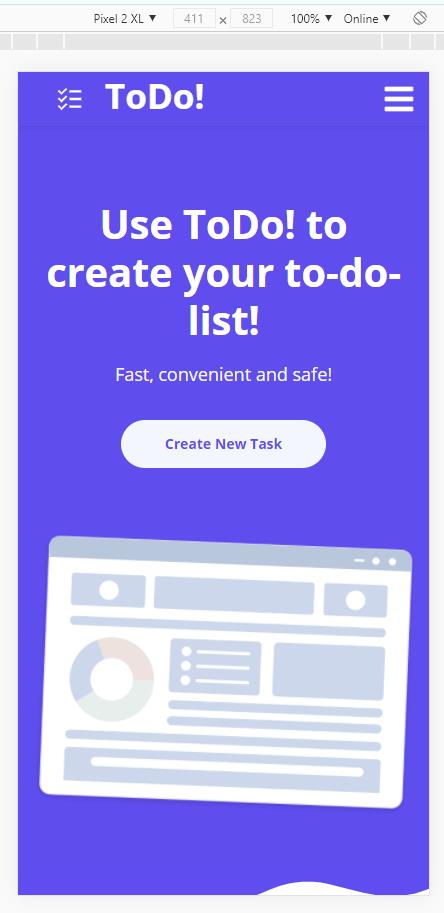 Pixel 2 XL ▼ 411 × 823 100% ▼ Online ▼
ToDo!
Use ToDo! to
create your to-do-
list!
Fast, convenient and safe!
Create New Task